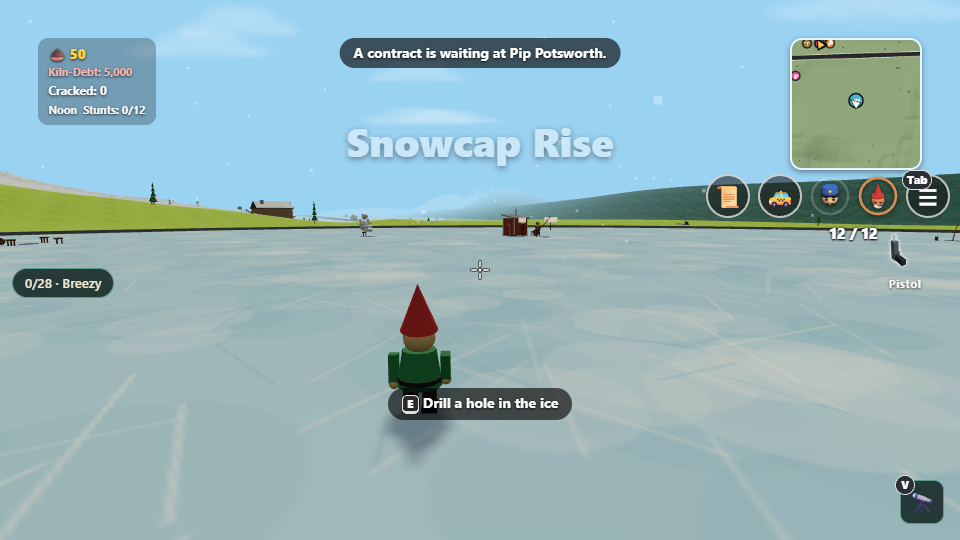 50
Kiln-Debt: 5,000
Cracked: 0
Noon Stunts: 0/12
A contract is waiting at Pip Potsworth.
Snowcap Rise
Tab
12 / 12
Pistol
0/28 · Breezy
E Drill a hole in the ice
V